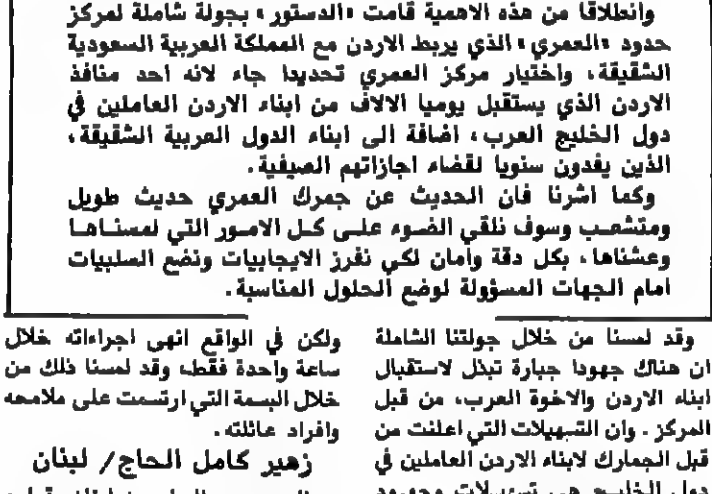 وانطلاقا من هذه الاهمية قامت «الدستور» بجولة شاملة لمركز
حدود «العمري» الذي يربط الاردن مع المملكة العربية السعودية
الشقيقة، واختيار مركز العمري تحديدا جاء لانه احد منافذ
الاردن الذي يستقبل يوميا الالاف من ابناء الاردن العاملين في
دول الخليج العرب، اضافة الى ابناء الدول العربية الشقيقة،
الذين يفدون سنويا لقضاء اجازاتهم الصيفية.
وكما اشرنا فان الحديث عن جمرك العمري حديث طويل
ومتشعب وسوف نلقي الضوء على كل الامور التي لمسناها
وعشناها، بكل دقة وامان لكي نفرز الايجابيات ونضع السلبيات
امام الجهات المسؤولة لوضع الحلول المناسبة.
وقد لمسنا من خلال جولتنا الشاملة
ان هناك جهودا جبارة تبذل لاستقبال
ابناء الاردن والاخوة العرب، من قبل
المركز. وان التسهيلات التي اعلنت من
قبل الجمارك لابناء الاردن العاملين في
دول الخليج هي تسهيلات وجهود
ولكن في الواقع انهى اجراءاته خلال
ساعة واحدة فقط، وقد لمسنا ذلك من
خلال البسمة التي ارتسمت على ملامحه
وافراد عائلته.
زهير كامل الحاج/ لبنان